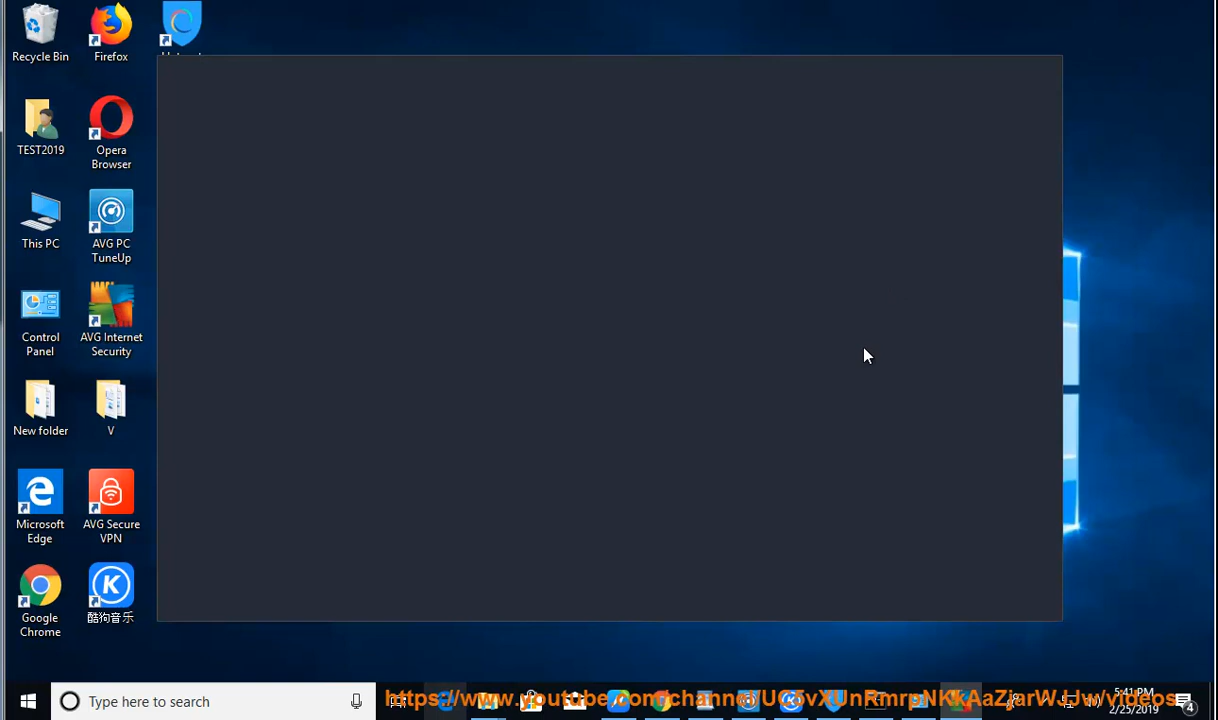 Recycle Bin
Firefox
TEST2019
Opera
Browser
This PC
AVG PC
TuneUp
Control
Panel
AVG Internet
Security
New folder
V
Microsoft
Edge
AVG Secure
VPN
Google
Chrome
酷狗音乐
Type here to search
5:41 PM
2/25/2019
4